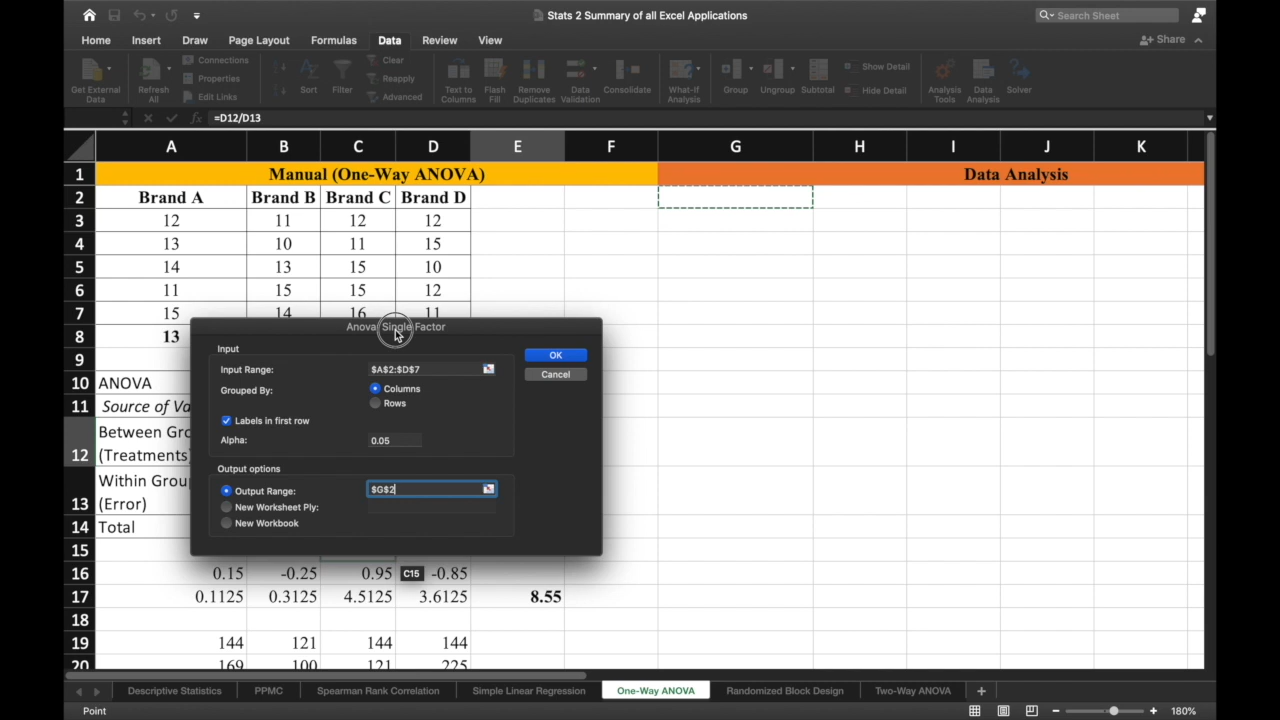 Stats 2 Summary of all Excel Applications
Search Sheet
Home Insert Draw Page Layout Formulas Data Review View
Share
Get External Data
Refresh All
Connections
Properties
Edit Links
Sort
Filter
Clear
Reapply
Advanced
Text to Columns
Flash Fill
Remove Duplicates
Data Validation
Consolidate
What-If Analysis
Group
Ungroup
Subtotal
Show Detail
Hide Detail
Analysis Tools
Data Analysis
Solver
fx =D12/D13
A B C D E F G H I J K
1 Manual (One-Way ANOVA) Data Analysis
2 Brand A Brand B Brand C Brand D
3 12 11 12 12
4 13 10 11 15
5 14 13 15 10
6 11 15 15 12
7 15 14 16 11
8 13
9
10 ANOVA
11 Source of Va
12 Between Gro
(Treatments)
13 Within Group
(Error)
14 Total
15
16 0.15 -0.25 0.95 C15 -0.85
17 0.1125 0.3125 4.5125 3.6125 8.55
18
19 144 121 144 144
20 169 100 121 225
Anova: Single Factor
Input
Input Range: $A$2:$D$7
Grouped By: Columns
Rows
Labels in first row
Alpha: 0.05
OK
Cancel
Output options
Output Range: $G$2
New Worksheet Ply:
New Workbook
Descriptive Statistics PPMC Spearman Rank Correlation Simple Linear Regression One-Way ANOVA Randomized Block Design Two-Way ANOVA +
Point
180%